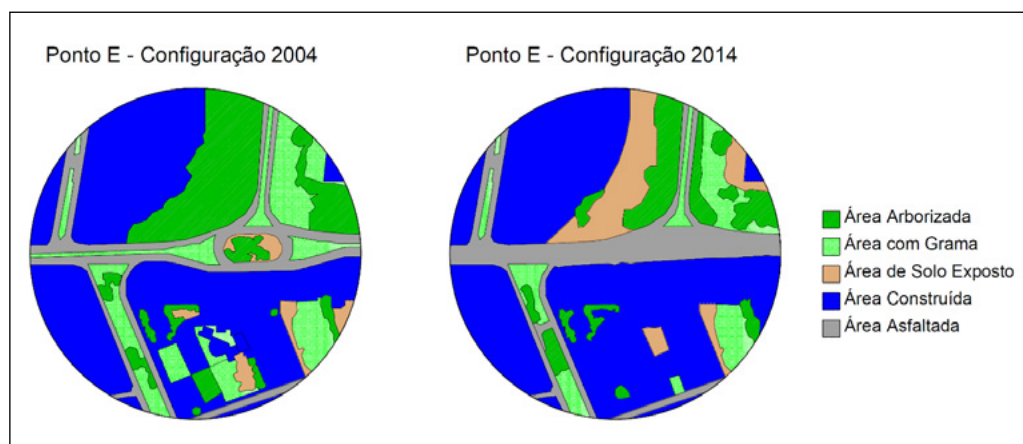 Ponto E - Configuração 2004
Ponto E - Configuração 2014
Área Arborizada
Área com Grama
Área de Solo Exposto
Área Construída
Área Asfaltada